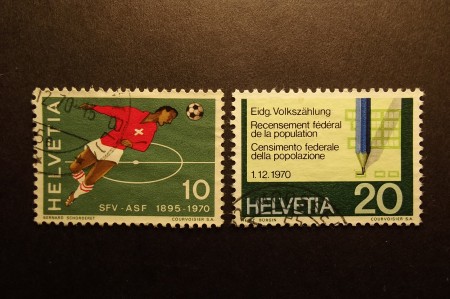 HELVETIA
10
SFV-ASF 1895-1970
COURVOISIER S.A.
Eidg. Volkszählung
Recensement fédéral
de la population
Censimento federale
della popolazione
1.12.1970
HELVETIA 20
COURVOISIER S.A.